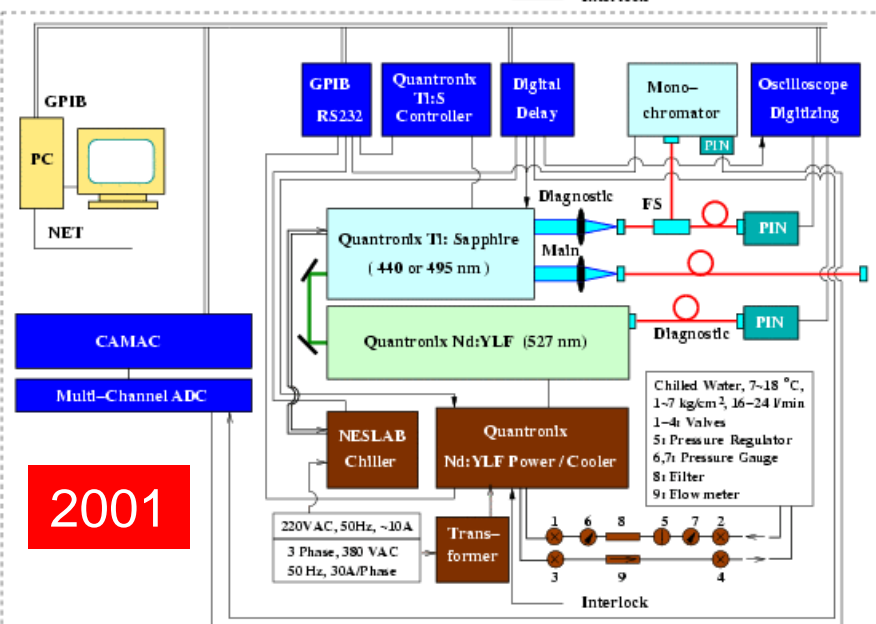 GPIB
PC
NET
GPIB
RS232
Quantronix
Ti:S
Controller
Digital
Delay
Mono–
chromator
PIN
Oscilloscope
Digitizing
Diagnostic
FS
PIN
Quantronix Ti: Sapphire
( 440 or 495 nm )
Main
Quantronix Nd:YLF (527 nm)
Diagnostic
PIN
CAMAC
Multi–Channel ADC
NESLAB
Chiller
Quantronix
Nd:YLF Power / Cooler
Chilled Water, 7~18 °C,
1~7 kg/cm², 16–24 l/min
1–4: Valves
5: Pressure Regulator
6,7: Pressure Gauge
8: Filter
9: Flow meter
2001
220VAC, 50Hz, ~10A
3 Phase, 380 VAC
50 Hz, 30A/Phase
Trans–
former
1 6 8 5 7 2
3 9 4
Interlock